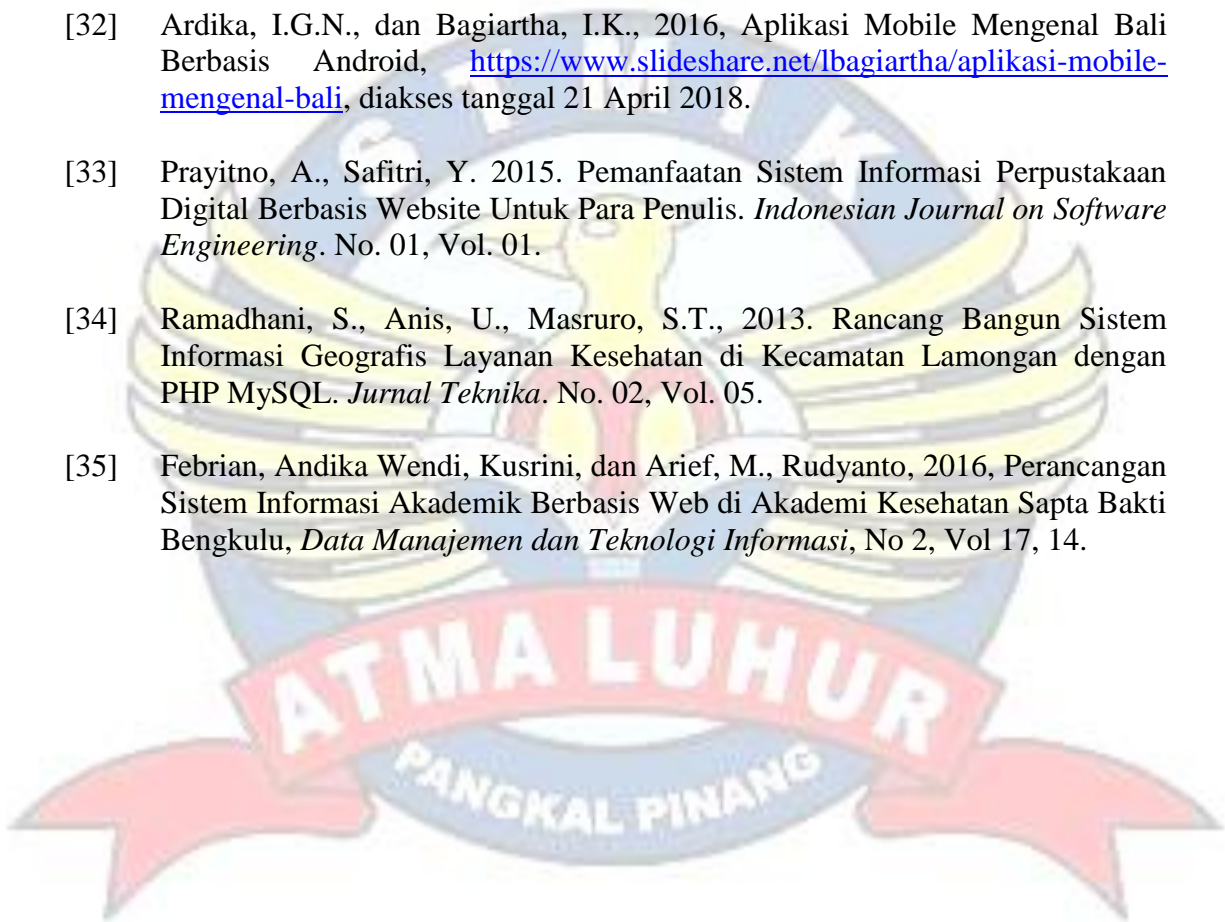 [32] Ardika, I.G.N., dan Bagiartha, I.K., 2016, Aplikasi Mobile Mengenal Bali
Berbasis Android, https://www.slideshare.net/lbagiartha/aplikasi-mobile-
mengenal-bali, diakses tanggal 21 April 2018.
[33] Prayitno, A., Safitri, Y. 2015. Pemanfaatan Sistem Informasi Perpustakaan
Digital Berbasis Website Untuk Para Penulis. Indonesian Journal on Software
Engineering. No. 01, Vol. 01.
[34] Ramadhani, S., Anis, U., Masruro, S.T., 2013. Rancang Bangun Sistem
Informasi Geografis Layanan Kesehatan di Kecamatan Lamongan dengan
PHP MySQL. Jurnal Teknika. No. 02, Vol. 05.
[35] Febrian, Andika Wendi, Kusrini, dan Arief, M., Rudyanto, 2016, Perancangan
Sistem Informasi Akademik Berbasis Web di Akademi Kesehatan Sapta Bakti
Bengkulu, Data Manajemen dan Teknologi Informasi, No 2, Vol 17, 14.
STMIK
ATMA LUHUR
PANGKAL PINANG